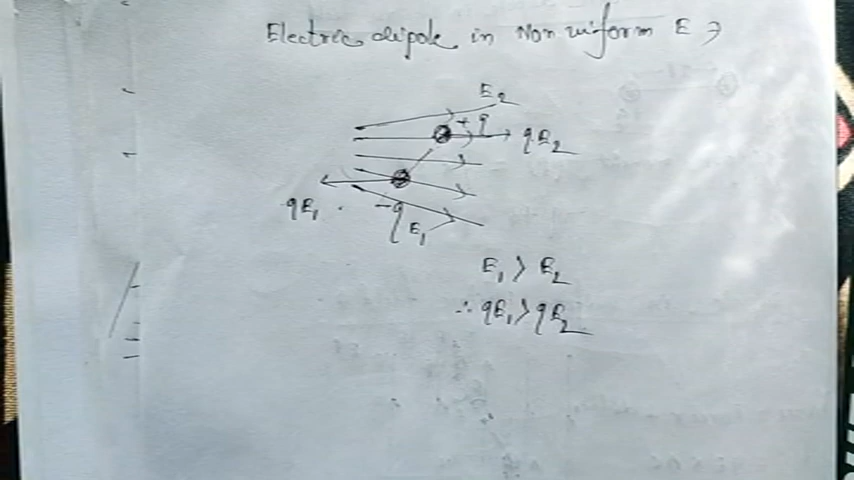 Electric dipole in Non uniform E →
E₂
+q
qE₂
qE₁
-q
E₁
E₁ > E₂
∴ qE₁ > qE₂